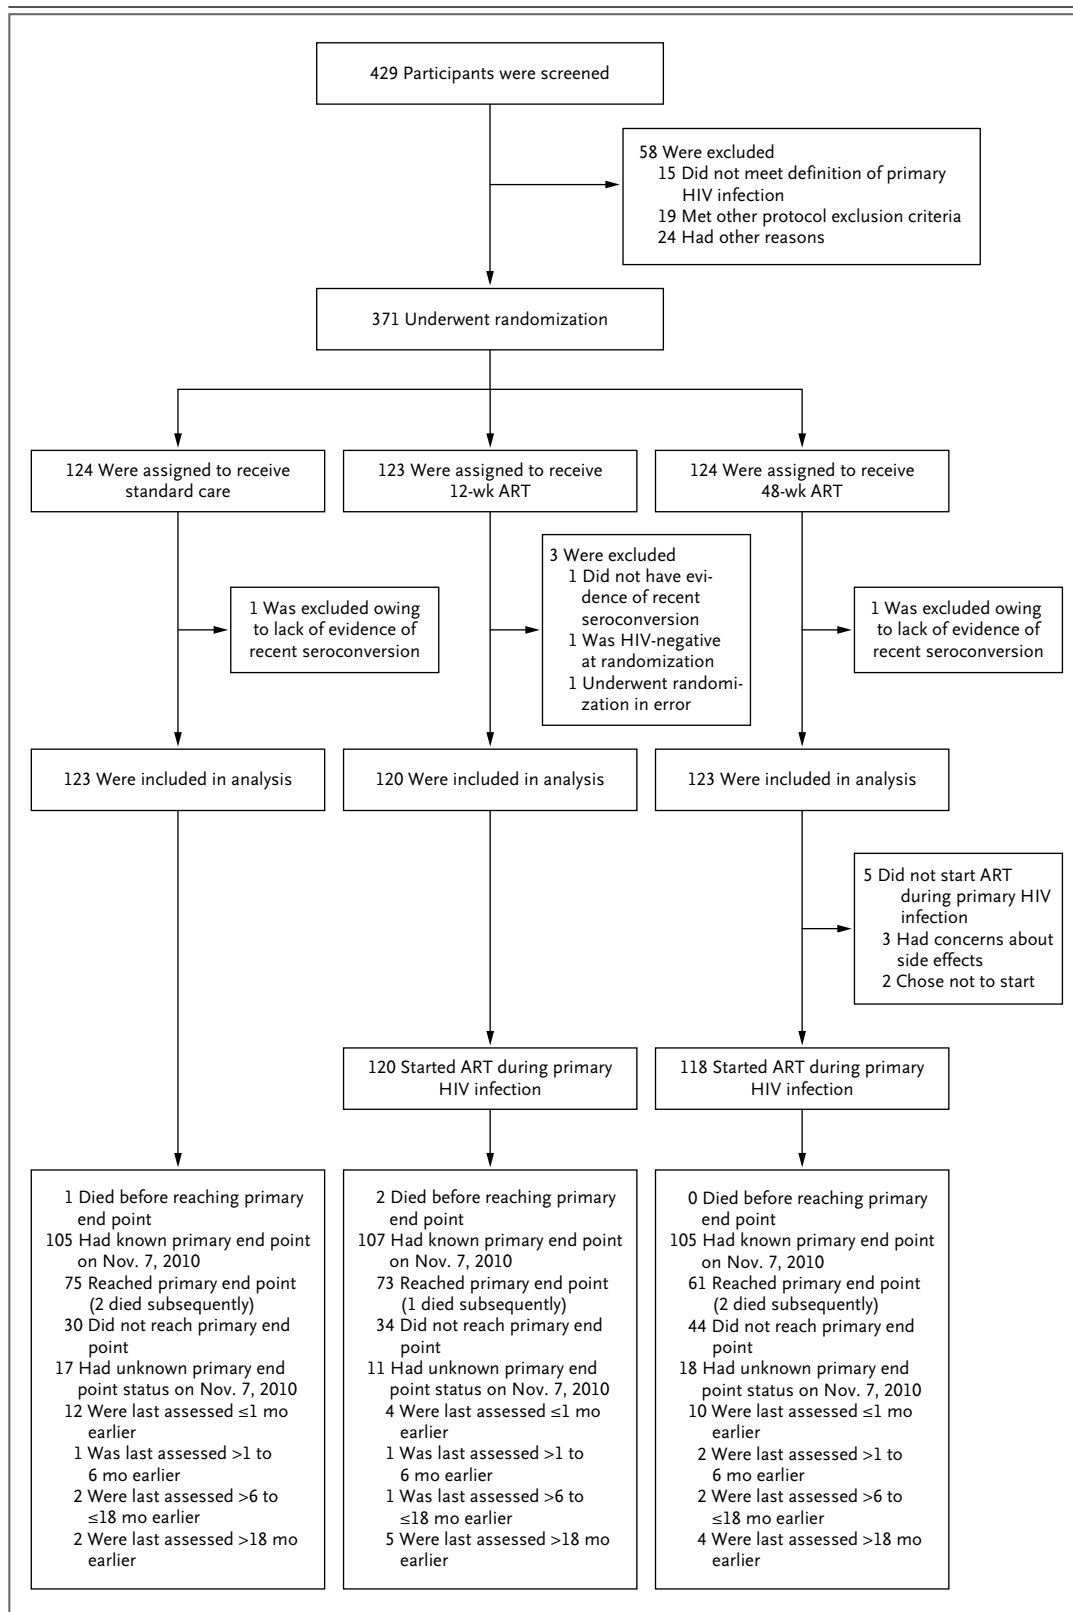 429 Participants were screened
58 Were excluded
15 Did not meet definition of primary
HIV infection
19 Met other protocol exclusion criteria
24 Had other reasons
371 Underwent randomization
124 Were assigned to receive
standard care
123 Were assigned to receive
12-wk ART
124 Were assigned to receive
48-wk ART
1 Was excluded owing
to lack of evidence of
recent seroconversion
3 Were excluded
1 Did not have evi-
dence of recent
seroconversion
1 Was HIV-negative
at randomization
1 Underwent randomi-
zation in error
1 Was excluded owing
to lack of evidence of
recent seroconversion
123 Were included in analysis
120 Were included in analysis
123 Were included in analysis
5 Did not start ART
during primary HIV
infection
3 Had concerns about
side effects
2 Chose not to start
120 Started ART during primary
HIV infection
118 Started ART during primary
HIV infection
1 Died before reaching primary
end point
105 Had known primary end point
on Nov. 7, 2010
75 Reached primary end point
(2 died subsequently)
30 Did not reach primary end
point
17 Had unknown primary end
point status on Nov. 7, 2010
12 Were last assessed ≤1 mo
earlier
1 Was last assessed >1 to
6 mo earlier
2 Were last assessed >6 to
≤18 mo earlier
2 Were last assessed >18 mo
earlier
2 Died before reaching primary
end point
107 Had known primary end point
on Nov. 7, 2010
73 Reached primary end point
(1 died subsequently)
34 Did not reach primary end
point
11 Had unknown primary end
point status on Nov. 7, 2010
4 Were last assessed ≤1 mo
earlier
1 Was last assessed >1 to
6 mo earlier
1 Was last assessed >6 to
≤18 mo earlier
5 Were last assessed >18 mo
earlier
0 Died before reaching primary
end point
105 Had known primary end point
on Nov. 7, 2010
61 Reached primary end point
(2 died subsequently)
44 Did not reach primary end
point
18 Had unknown primary end
point status on Nov. 7, 2010
10 Were last assessed ≤1 mo
earlier
2 Were last assessed >1 to
6 mo earlier
2 Were last assessed >6 to
≤18 mo earlier
4 Were last assessed >18 mo
earlier